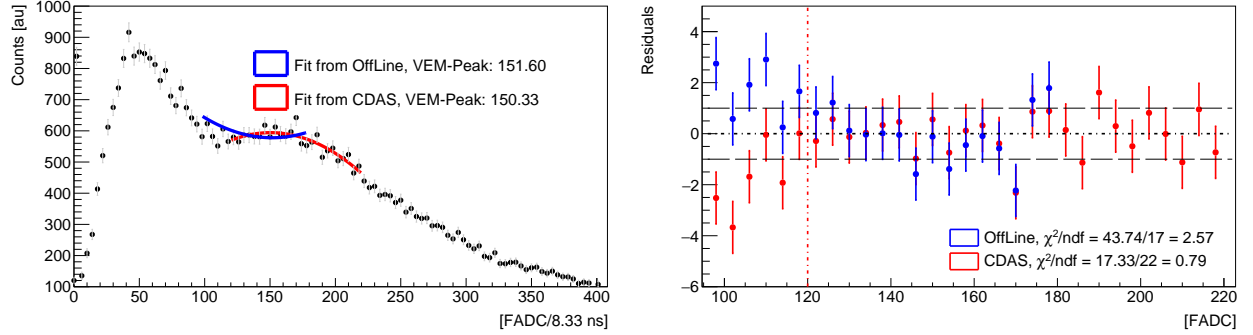 Counts [au]
1000
900
800
700
600
500
400
300
200
100
0 50 100 150 200 250 300 350 400
[FADC/8.33 ns]
Fit from OffLine, VEM-Peak: 151.60
Fit from CDAS, VEM-Peak: 150.33
Residuals
4
2
0
−2
−4
−6
100 120 140 160 180 200 220
[FADC]
OffLine, χ²/ndf = 43.74/17 = 2.57
CDAS, χ²/ndf = 17.33/22 = 0.79